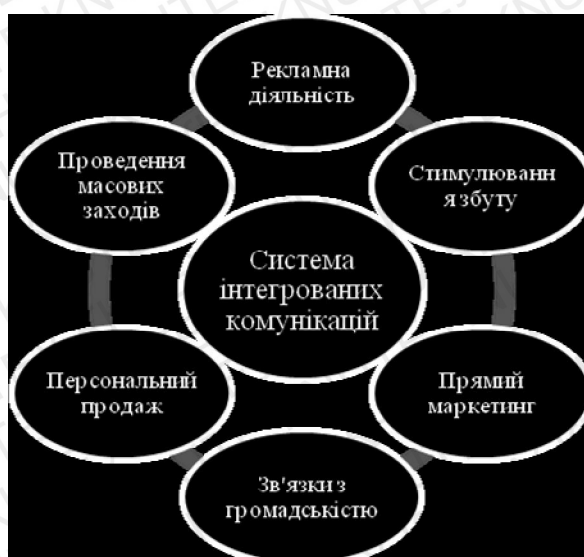 Рекламна
діяльність
Стимулюванн
я збуту
Прямий
маркетинг
Зв'язки з
громадськістю
Персональний
продаж
Проведення
масових
заходів
Система
інтегрованих
комунікацій